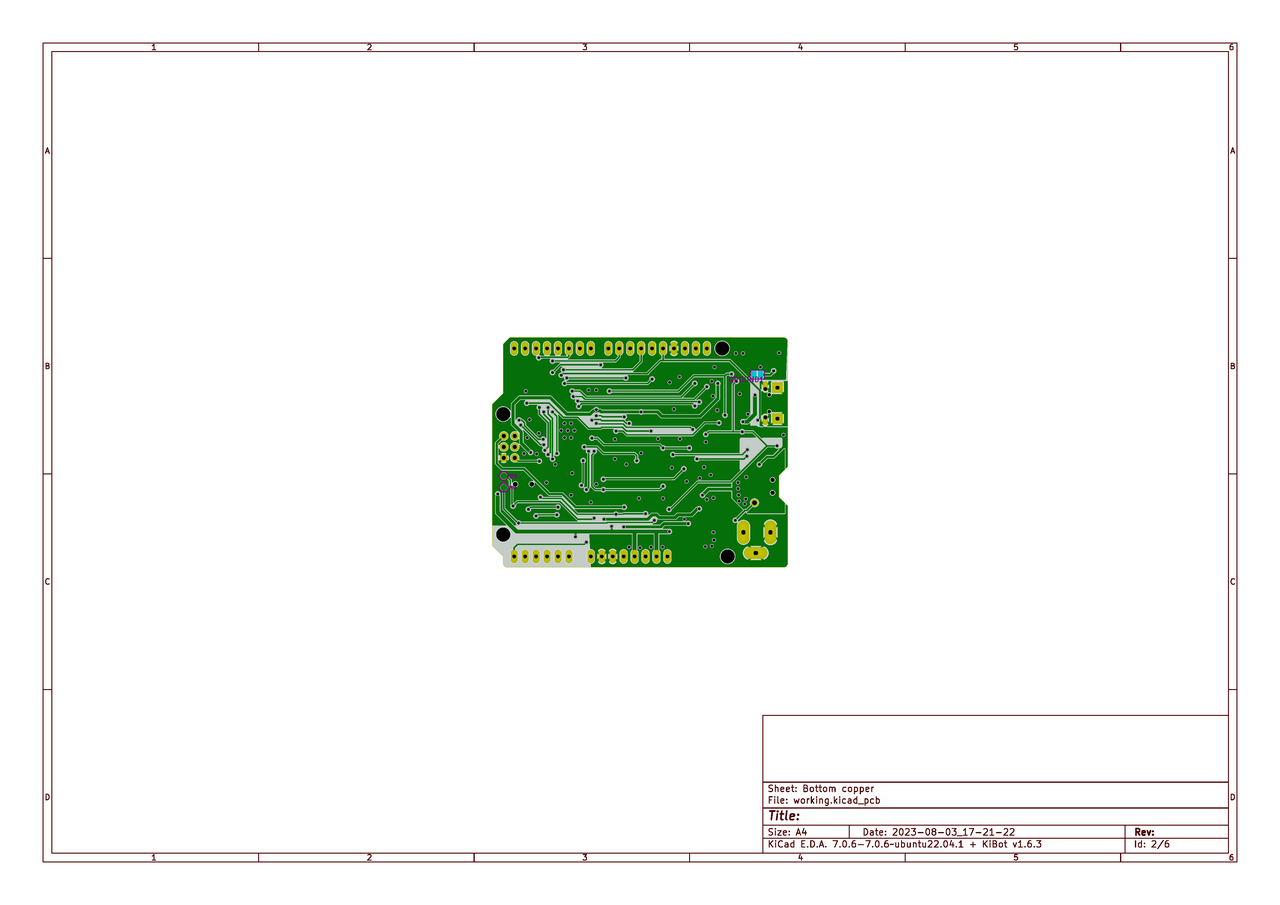 1 2 3 4 5 6
A A
B B
C C
D D
Sheet: Bottom copper
File: working.kicad_pcb
Title:
Size: A4 Date: 2023-08-03_17-21-22 Rev:
KiCad E.D.A. 7.0.6-7.0.6~ubuntu22.04.1 + KiBot v1.6.3 Id: 2/6
1 2 3 4 5 6